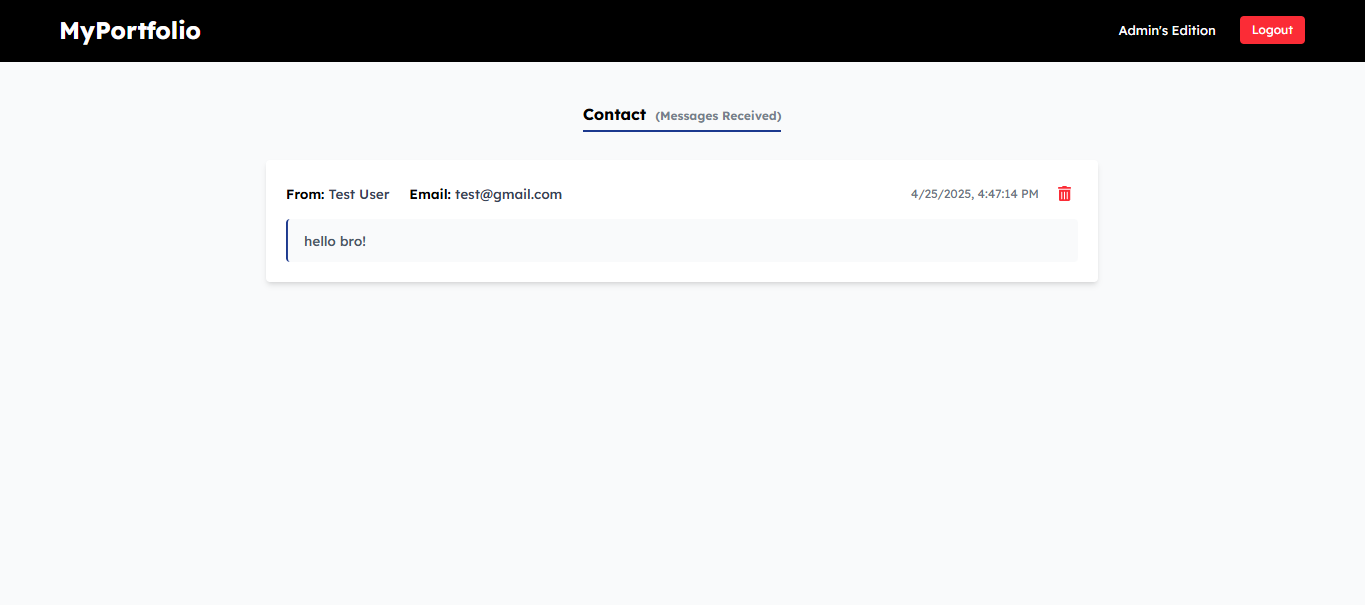 MyPortfolio Admin's Edition Logout
Contact (Messages Received)
From: Test User Email: test@gmail.com 4/25/2025, 4:47:14 PM
hello bro!